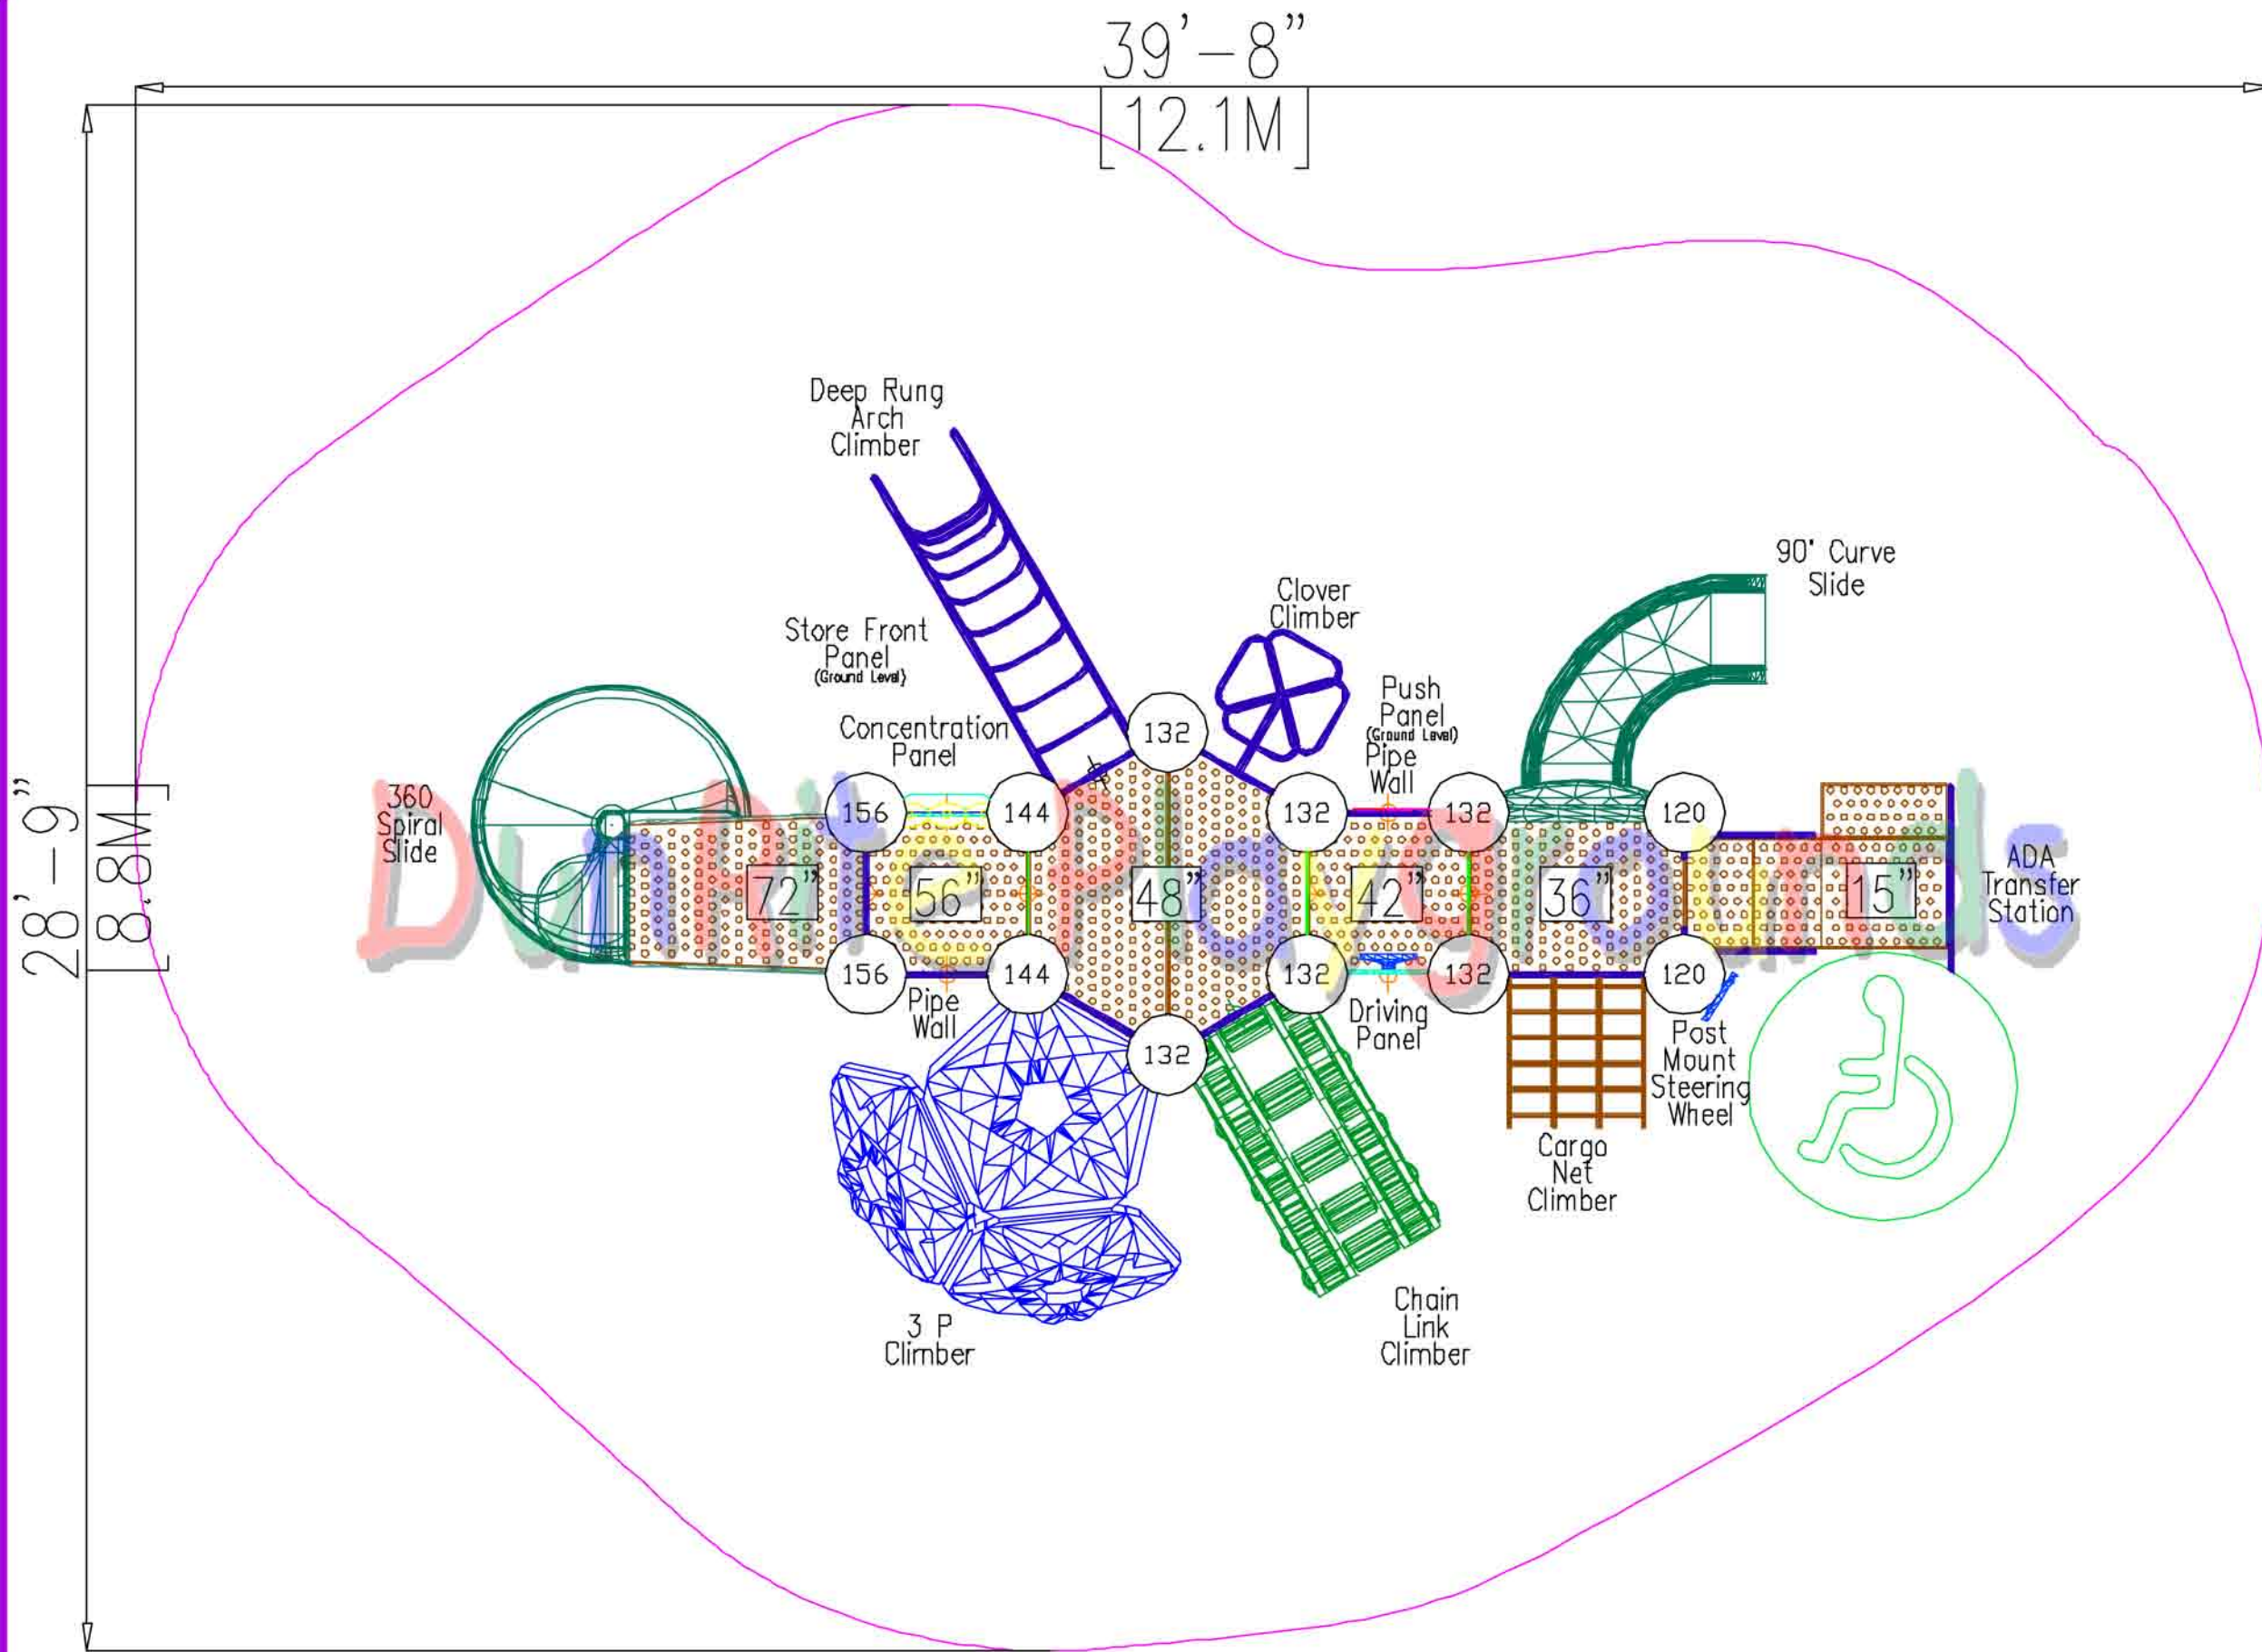 39'-8"
[12.1M]
28'-9"
[8.8M]
Deep Rung
Arch
Climber
90° Curve
Slide
Clover
Climber
Store Front
Panel
(Ground Level)
Push
Panel
(Ground Level)
Pipe
Wall
Concentration
Panel
132
360
Spiral
Slide
156
144
132
132
120
72"
56"
48"
42"
36"
15"
ADA
Transfer
Station
DunRite Playgrounds
156
144
132
132
120
Pipe
Wall
132
Driving
Panel
Post
Mount
Steering
Wheel
Cargo
Net
Climber
3 P
Climber
Chain
Link
Climber